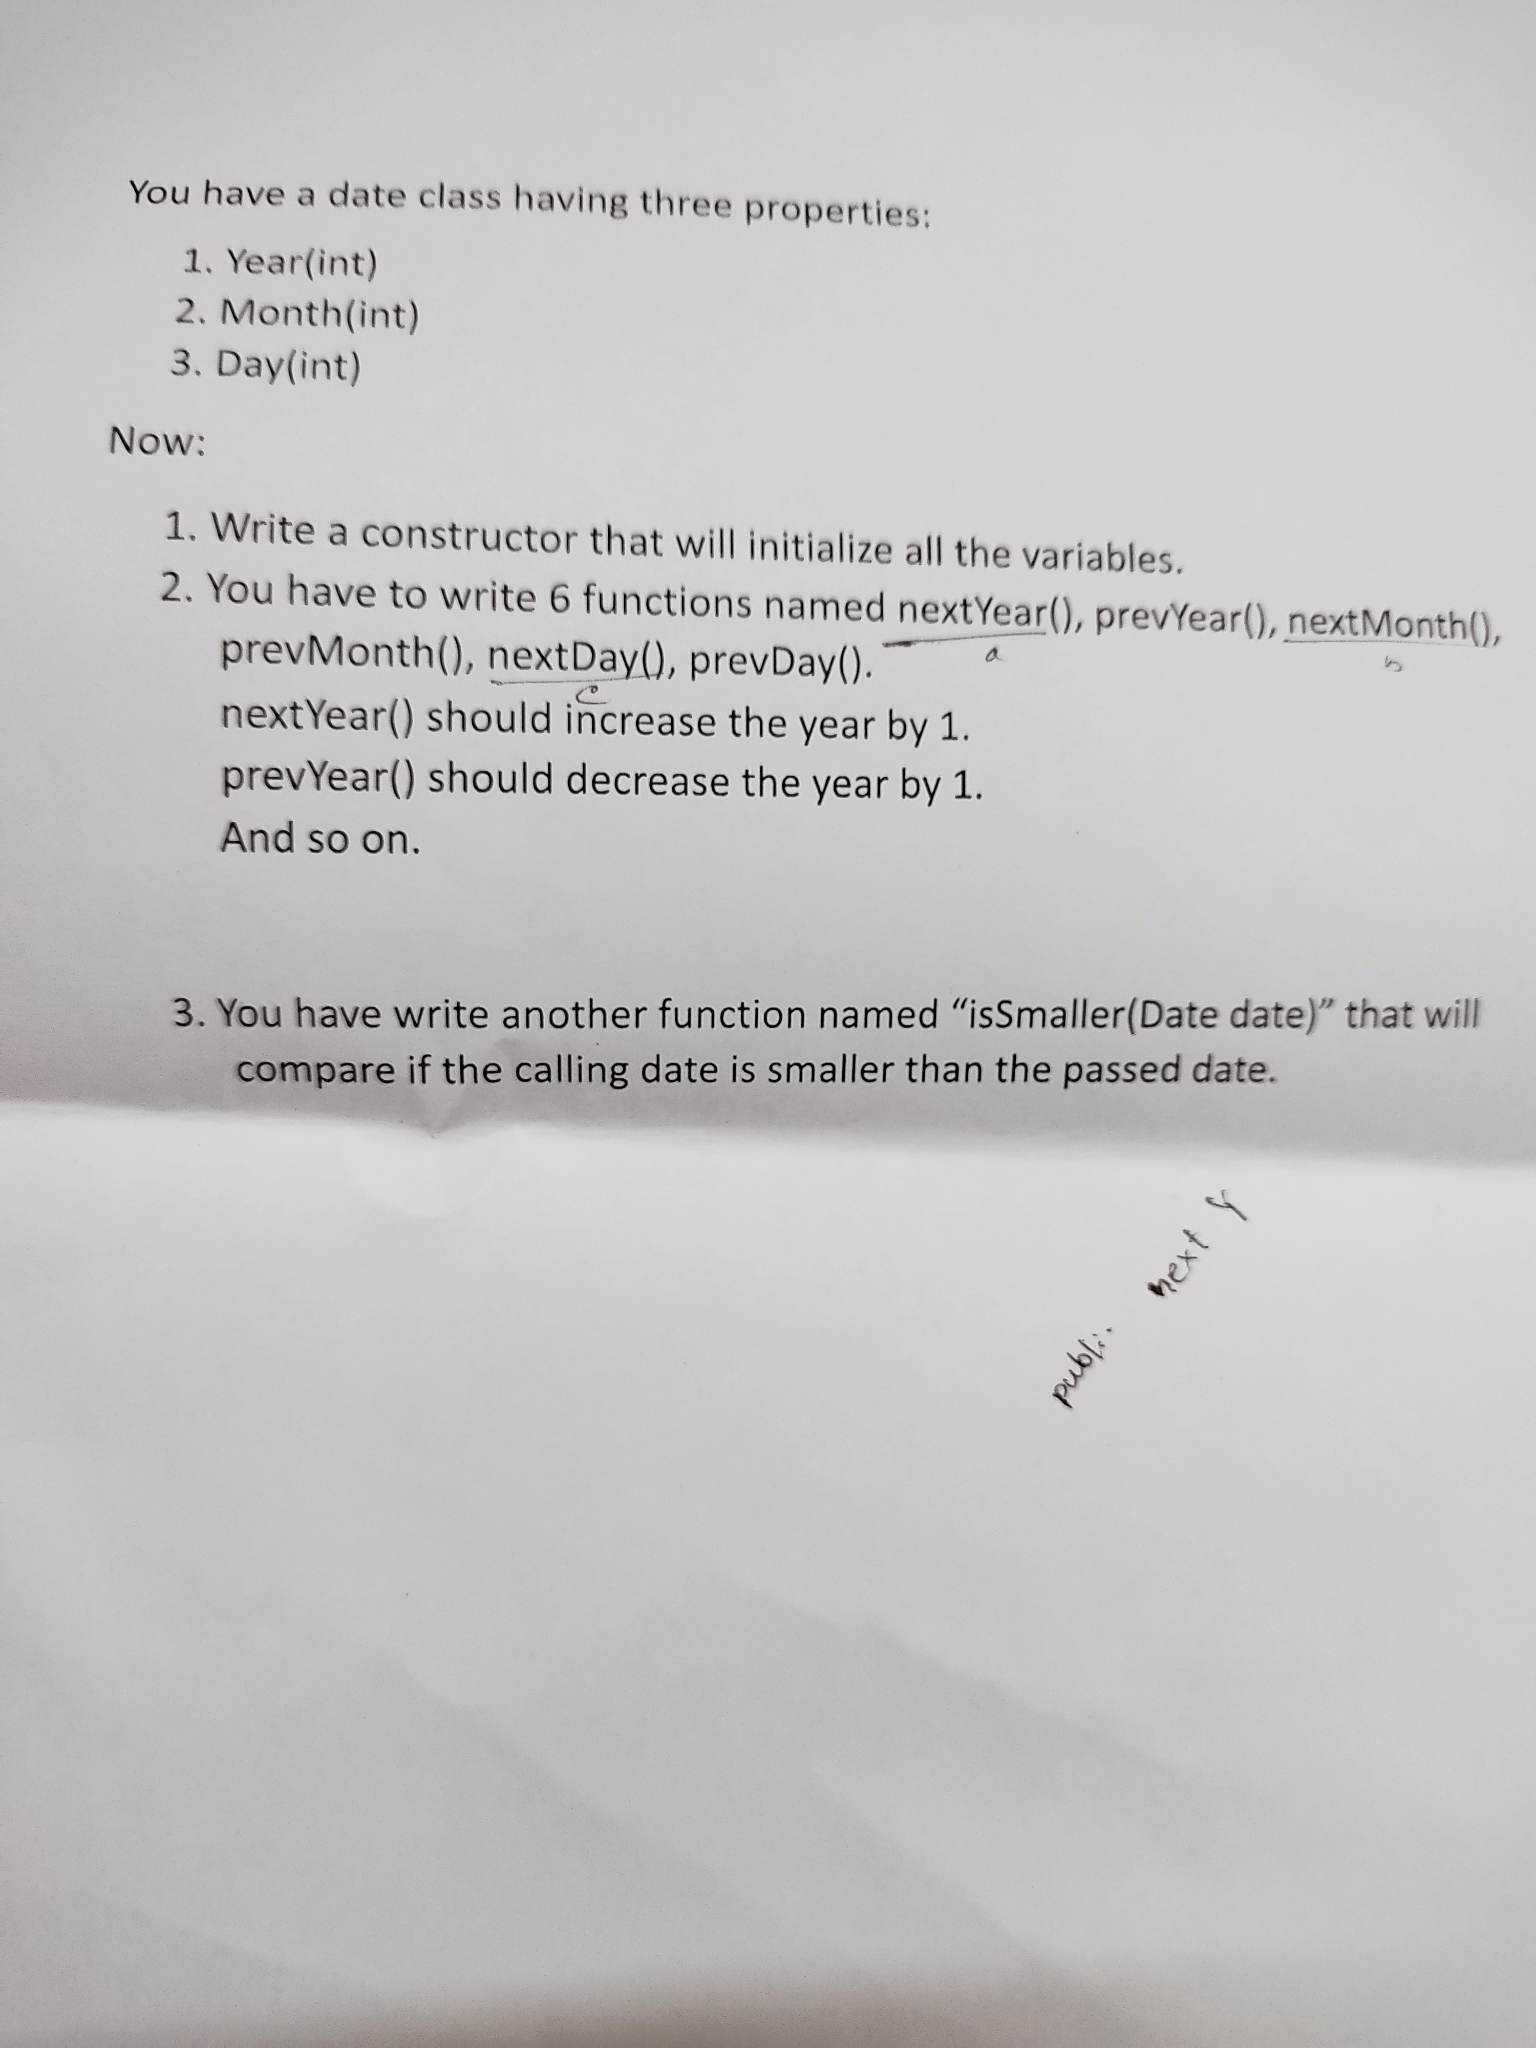 You have a date class having three properties:
1. Year(int)
2. Month(int)
3. Day(int)
Now:
1. Write a constructor that will initialize all the variables.
2. You have to write 6 functions named nextYear(), prevYear(), nextMonth(),
a
b
prevMonth(), nextDay(), prevDay().
c
nextYear() should increase the year by 1.
prevYear() should decrease the year by 1.
And so on.
3. You have write another function named “isSmaller(Date date)” that will
compare if the calling date is smaller than the passed date.
publi. next y